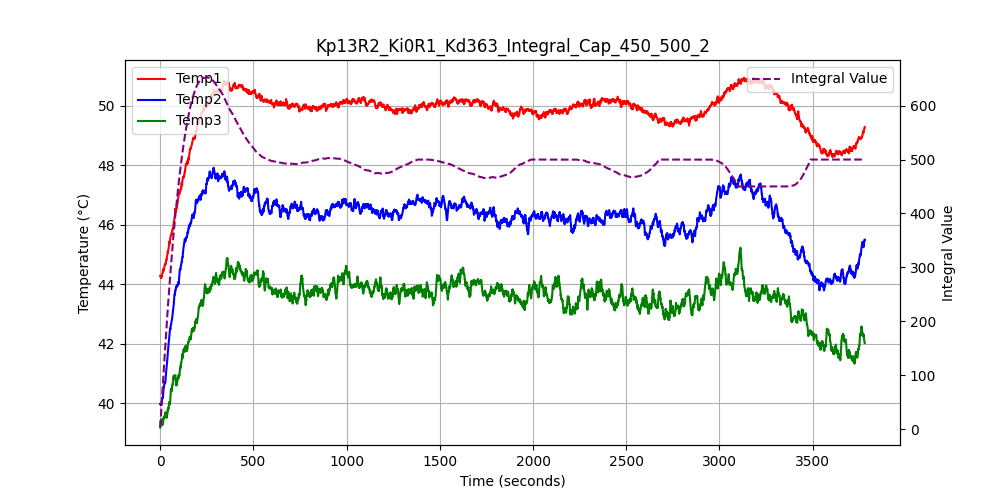 Kp13R2_Ki0R1_Kd363_Integral_Cap_450_500_2
Temp1
Temp2
Temp3
Integral Value
50
48
46
44
42
40
Temperature (°C)
600
500
400
300
200
100
0
Integral Value
0
500
1000
1500
2000
2500
3000
3500
Time (seconds)